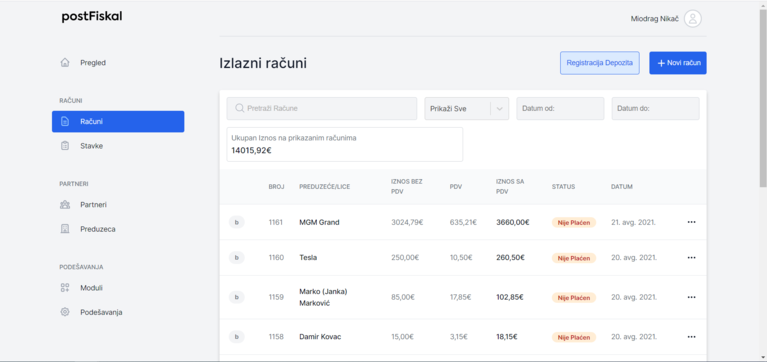 postFiskal
Miodrag Nikač
Pregled
RAČUNI
Računi
Stavke
PARTNERI
Partneri
Preduzeca
PODEŠAVANJA
Moduli
Podešavanja
Izlazni računi
Registracija Depozita
+ Novi račun
Pretraži Račune
Prikaži Sve
Datum od:
Datum do:
Ukupan Iznos na prikazanim računima
14015,92€
BROJ PREDUZEĆE/LICE IZNOS BEZ PDV PDV IZNOS SA PDV STATUS DATUM
b 1161 MGM Grand 3024,79€ 635,21€ 3660,00€ Nije Plaćen 21. avg. 2021.
b 1160 Tesla 250,00€ 10,50€ 260,50€ Nije Plaćen 20. avg. 2021.
b 1159 Marko (Janka) Marković 85,00€ 17,85€ 102,85€ Nije Plaćen 20. avg. 2021.
b 1158 Damir Kovac 15,00€ 3,15€ 18,15€ Nije Plaćen 20. avg. 2021.